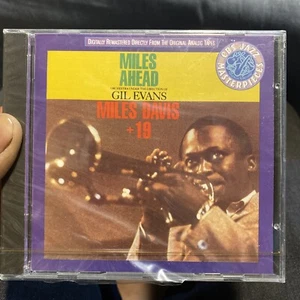 DIGITALLY REMASTERED DIRECTLY FROM THE ORIGINAL ANALOG TAPES
CBS JAZZ
MASTERPIECES
MILES
AHEAD
ORCHESTRA UNDER THE DIRECTION OF
GIL EVANS
MILES DAVIS
+19